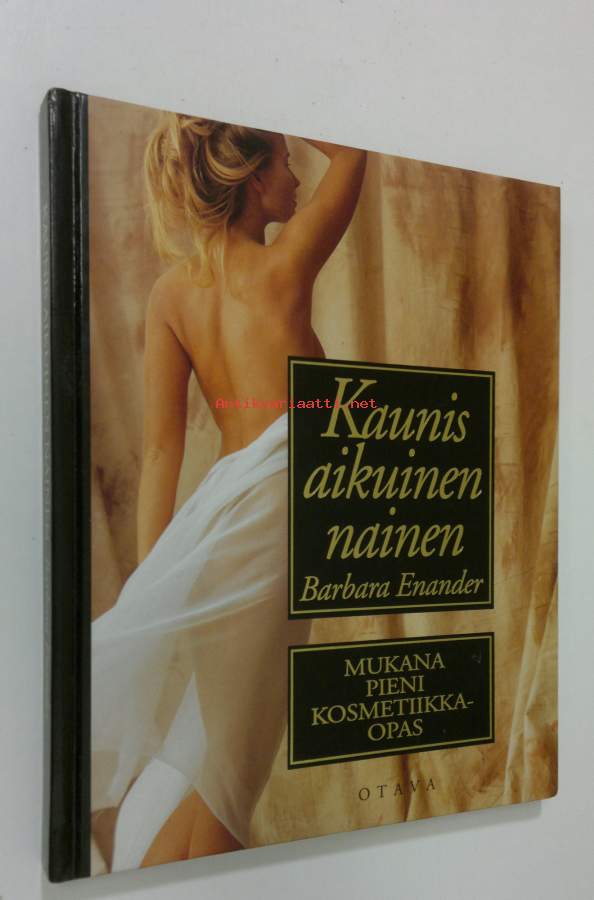 Kaunis
aikuinen
nainen
Barbara Enander
MUKANA
PIENI
KOSMETIIKKA-
OPAS
OTAVA
Antikvariaatti.net